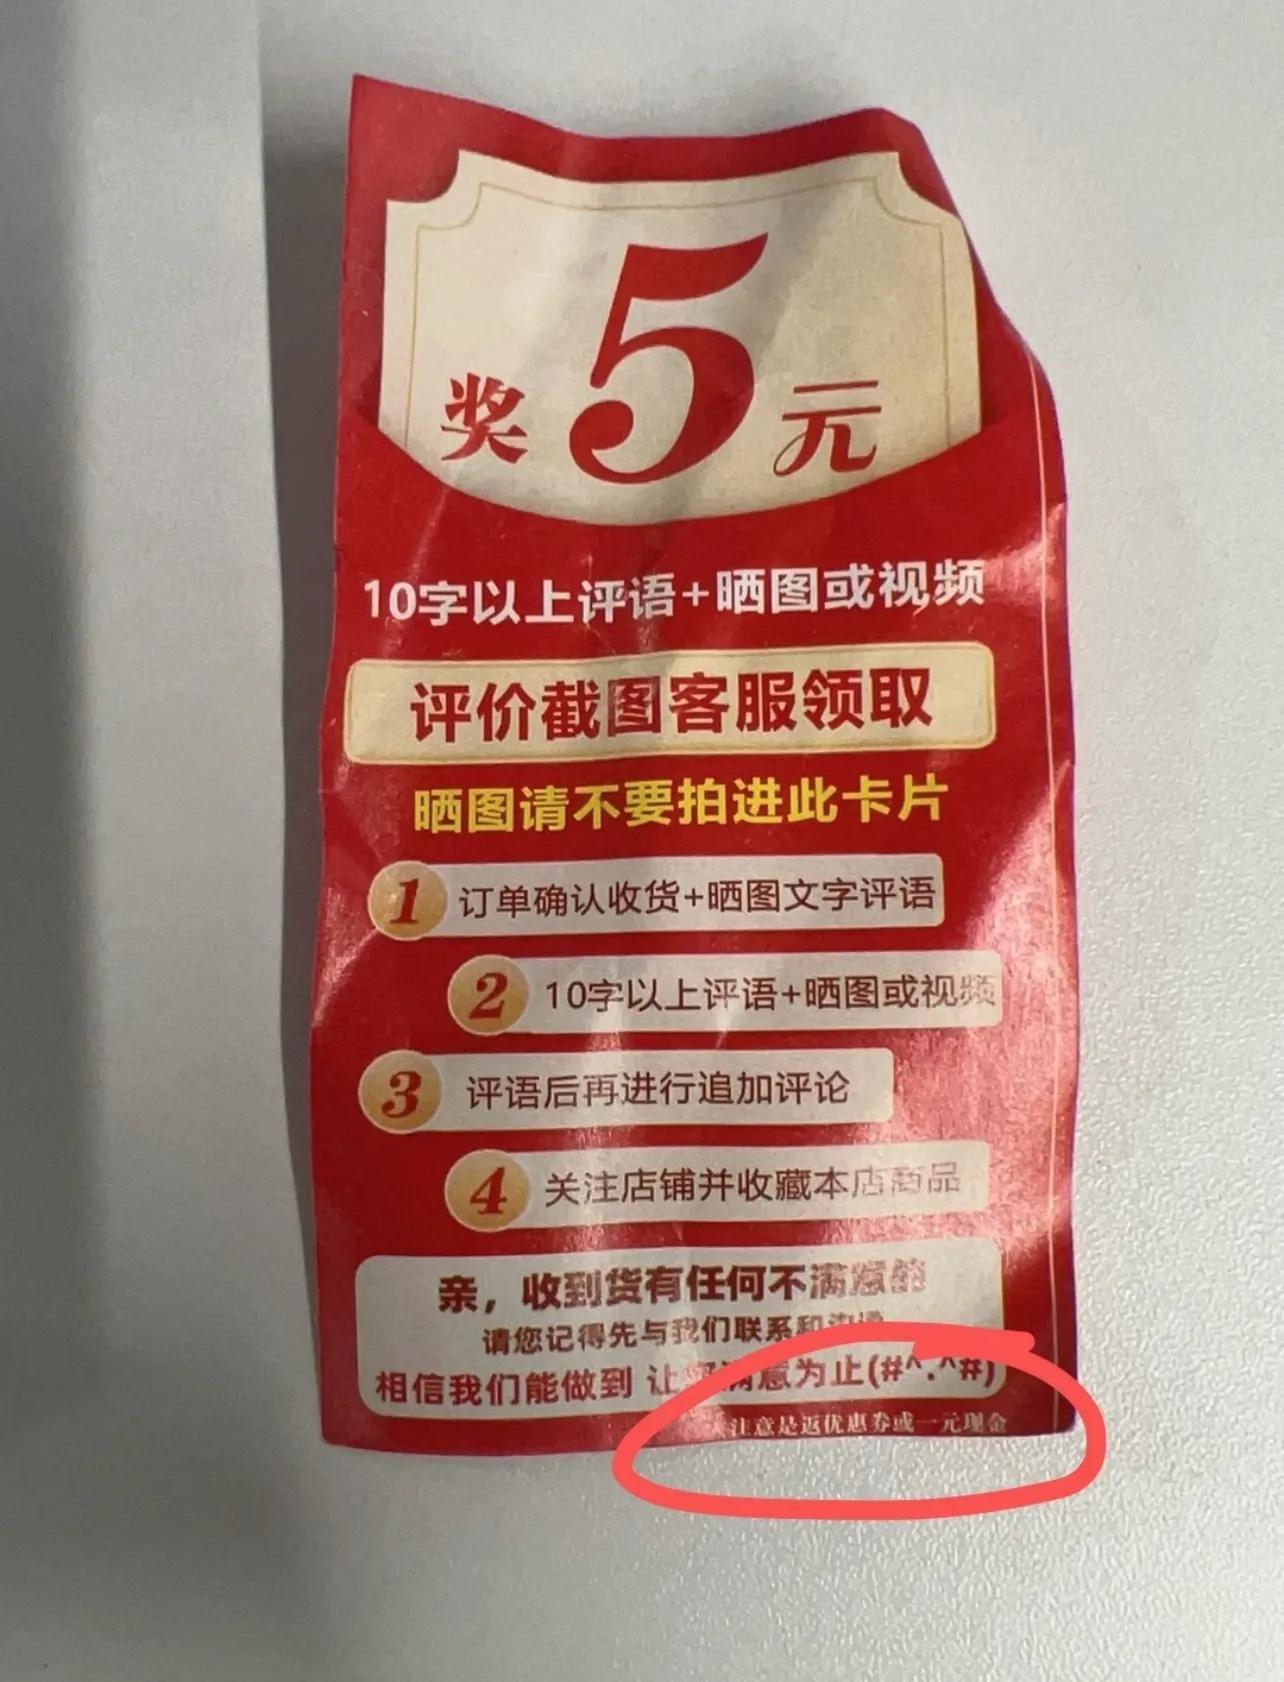 奖5元
10字以上评语+晒图或视频
评价截图客服领取
晒图请不要拍进此卡片
1 订单确认收货+晒图文字评语
2 10字以上评语+晒图或视频
3 评语后再进行追加评论
4 关注店铺并收藏本店商品
亲，收到货有任何不满意的
请您记得先与我们联系和沟通
相信我们能做到 让您满意为止(#^.^#)
注意是返优惠券或一元现金